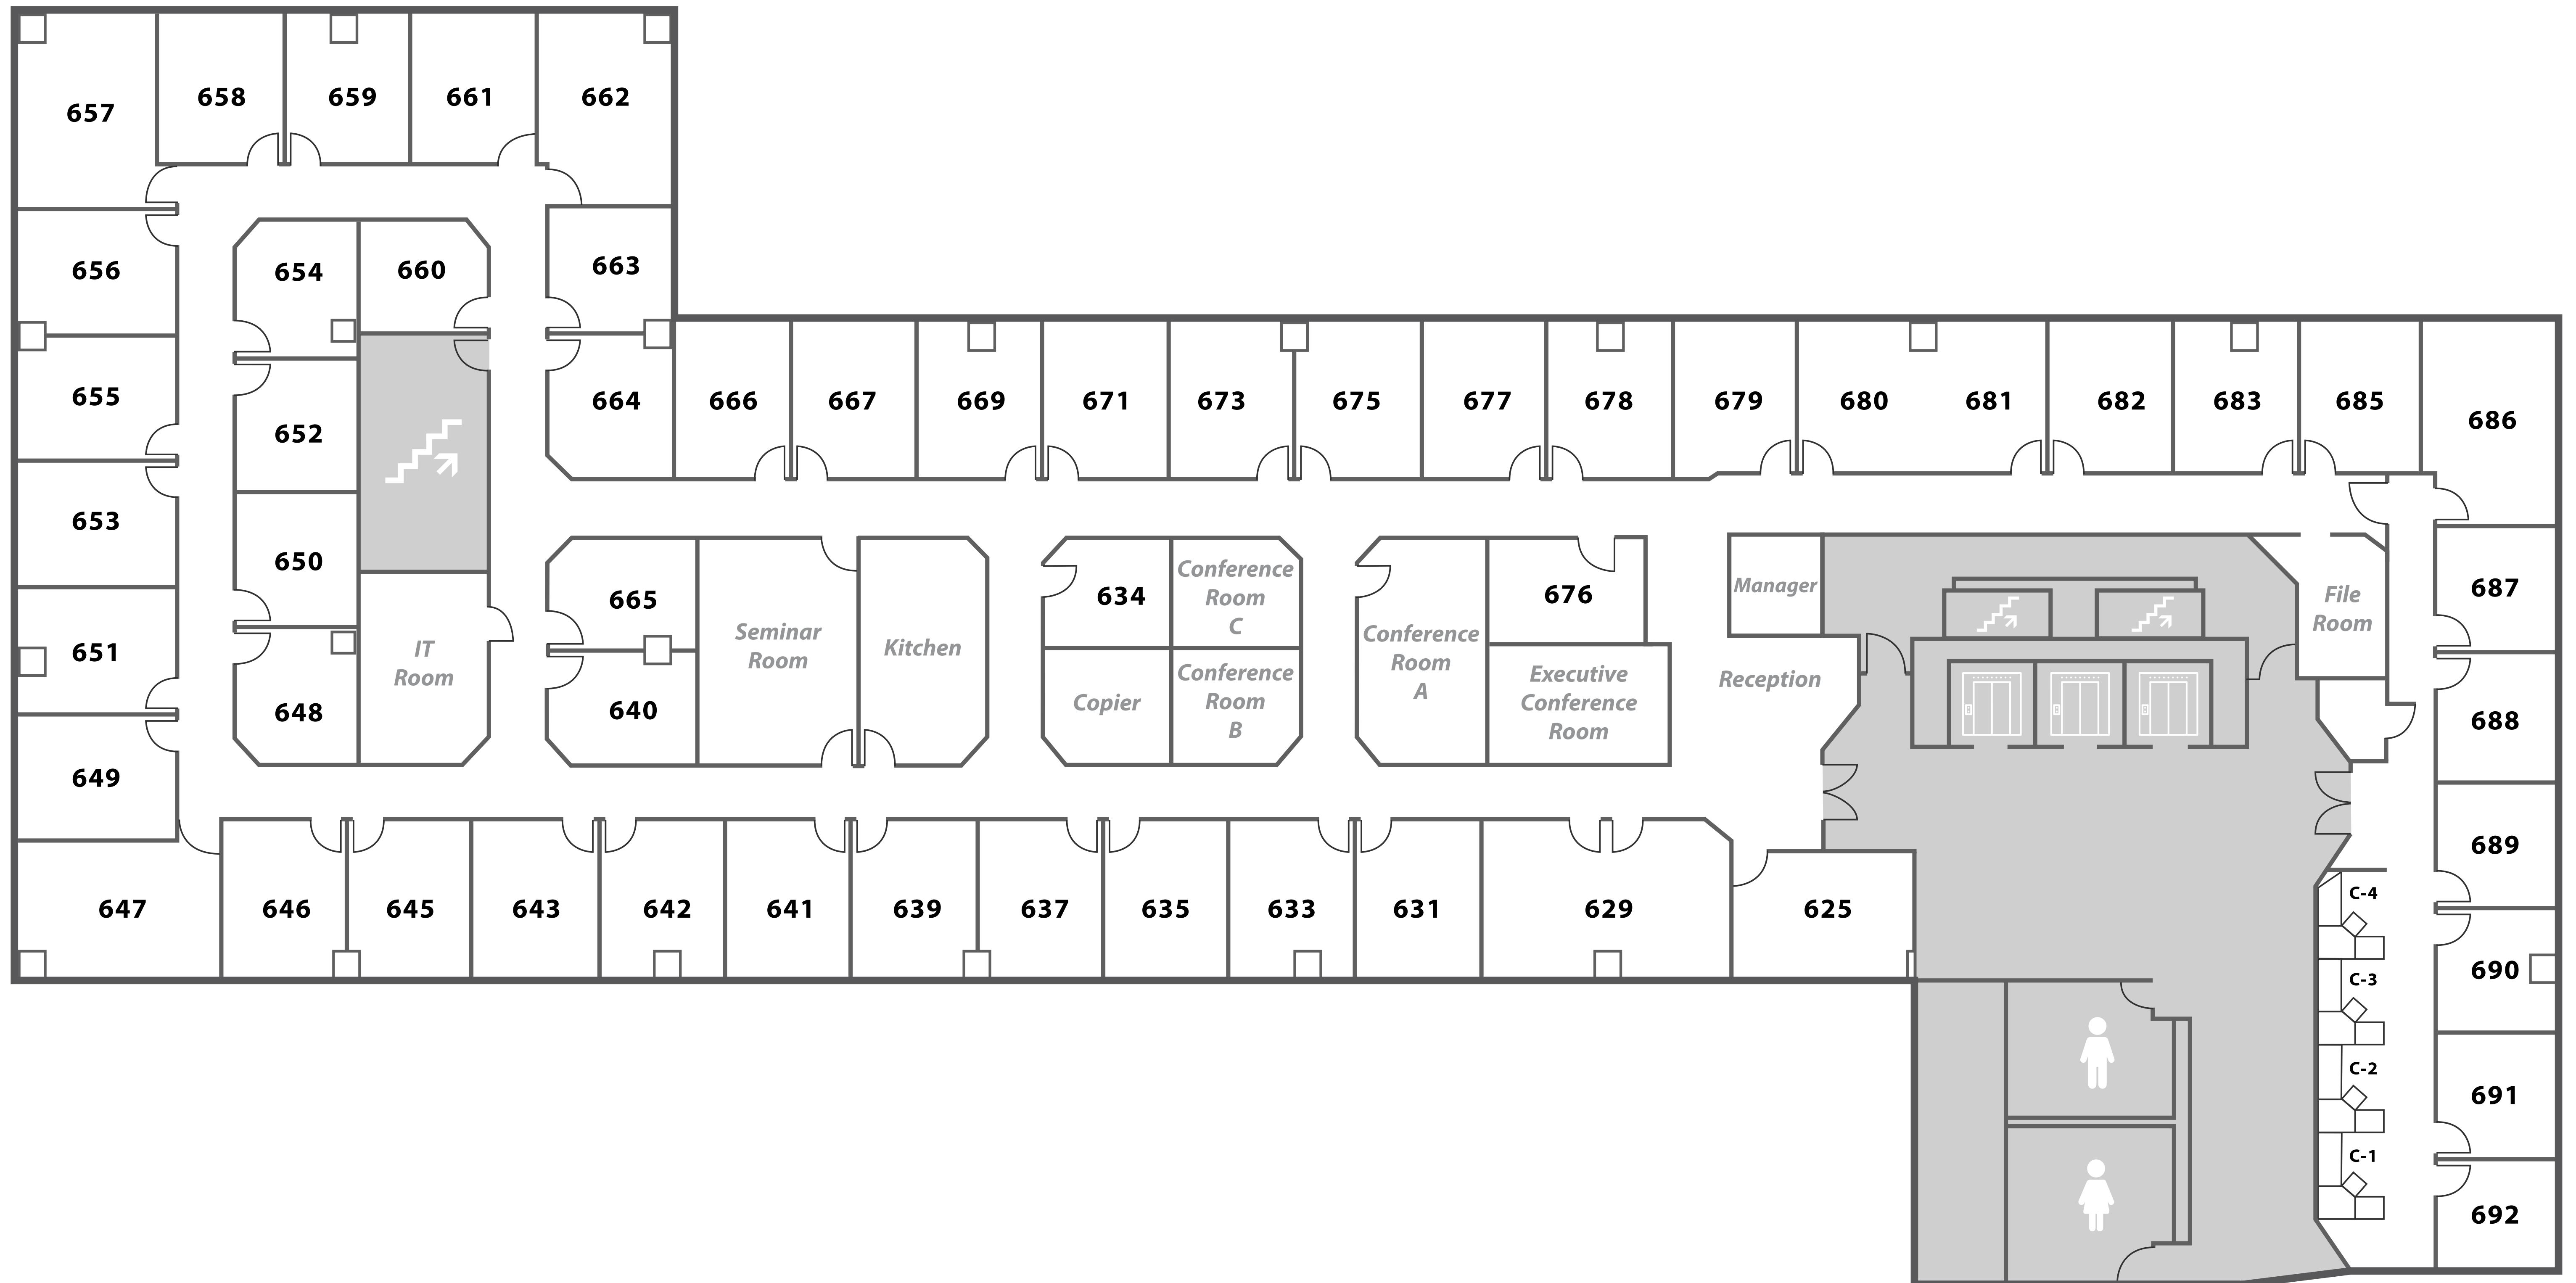 657
658
659
661
662
656
654
660
663
655
652
664
666
667
669
671
673
675
677
678
679
680
681
682
683
685
686
653
650
651
648
IT
Room
665
640
Seminar
Room
Kitchen
634
Copier
Conference
Room
C
Conference
Room
B
Conference
Room
A
676
Executive
Conference
Room
Manager
Reception
File
Room
687
688
689
649
647
646
645
643
642
641
639
637
635
633
631
629
625
C-4
C-3
C-2
C-1
690
691
692